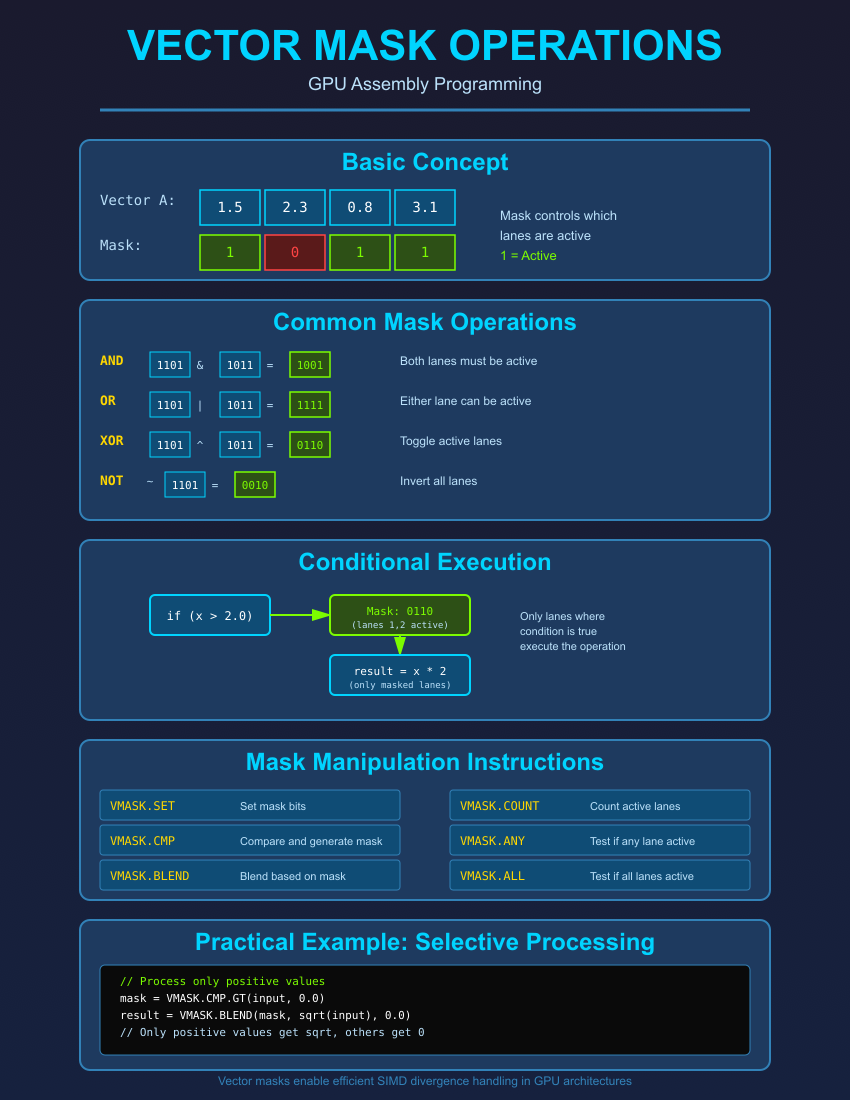 VECTOR MASK OPERATIONS
GPU Assembly Programming
Basic Concept
Vector A: 1.5 2.3 0.8 3.1
Mask: 1 0 1 1
Mask controls which
lanes are active
1 = Active
Common Mask Operations
AND 1101 & 1011 = 1001 Both lanes must be active
OR 1101 | 1011 = 1111 Either lane can be active
XOR 1101 ^ 1011 = 0110 Toggle active lanes
NOT ~ 1101 = 0010 Invert all lanes
Conditional Execution
if (x > 2.0)
Mask: 0110
(lanes 1,2 active)
result = x * 2
(only masked lanes)
Only lanes where
condition is true
execute the operation
Mask Manipulation Instructions
VMASK.SET Set mask bits
VMASK.CMP Compare and generate mask
VMASK.BLEND Blend based on mask
VMASK.COUNT Count active lanes
VMASK.ANY Test if any lane active
VMASK.ALL Test if all lanes active
Practical Example: Selective Processing
// Process only positive values
mask = VMASK.CMP.GT(input, 0.0)
result = VMASK.BLEND(mask, sqrt(input), 0.0)
// Only positive values get sqrt, others get 0
Vector masks enable efficient SIMD divergence handling in GPU architectures